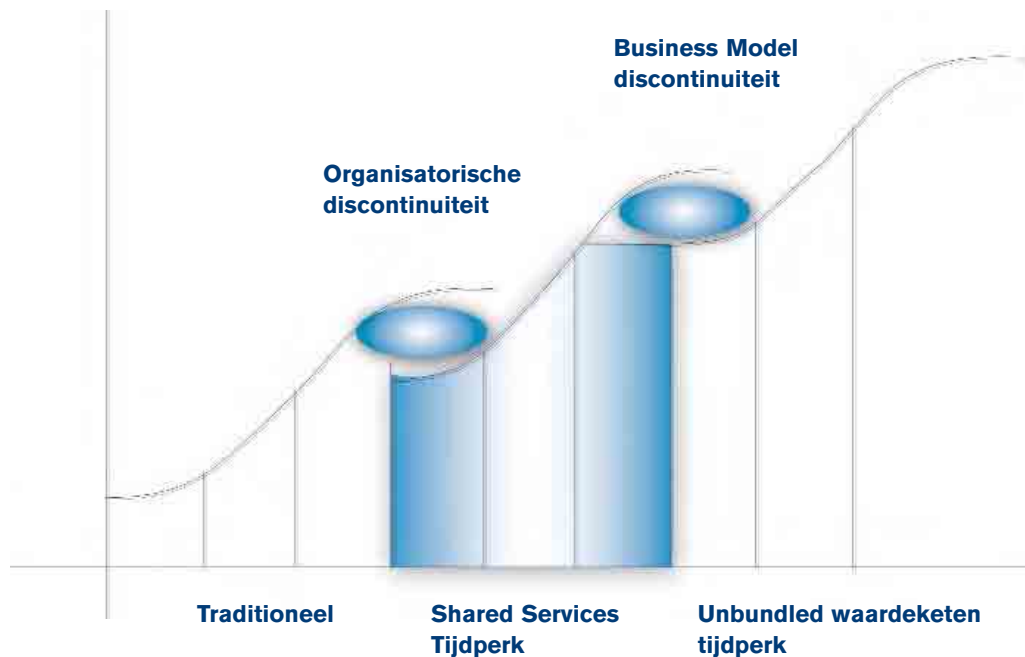 Business Model
discontinuiteit
Organisatorische
discontinuiteit
Traditioneel
Shared Services
Tijdperk
Unbundled waardeketen
tijdperk